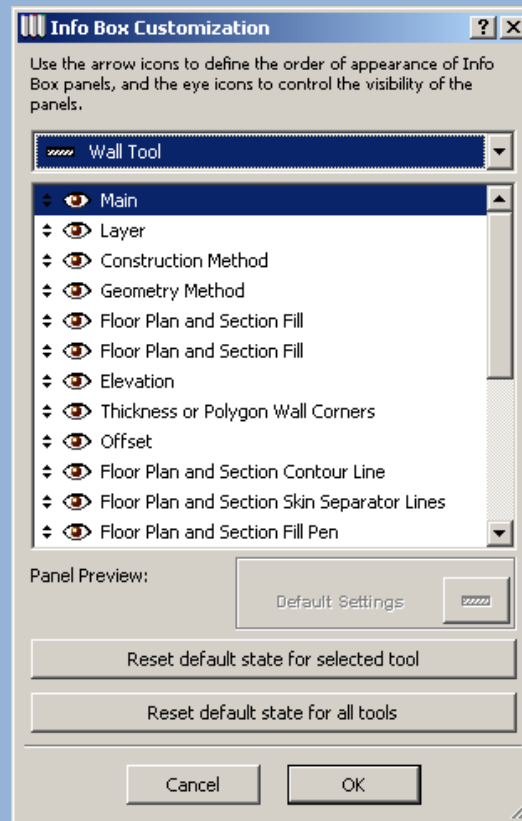 Info Box Customization
Use the arrow icons to define the order of appearance of Info
Box panels, and the eye icons to control the visibility of the
panels.
Wall Tool
Main
Layer
Construction Method
Geometry Method
Floor Plan and Section Fill
Floor Plan and Section Fill
Elevation
Thickness or Polygon Wall Corners
Offset
Floor Plan and Section Contour Line
Floor Plan and Section Skin Separator Lines
Floor Plan and Section Fill Pen
Panel Preview:
Default Settings
Reset default state for selected tool
Reset default state for all tools
Cancel OK